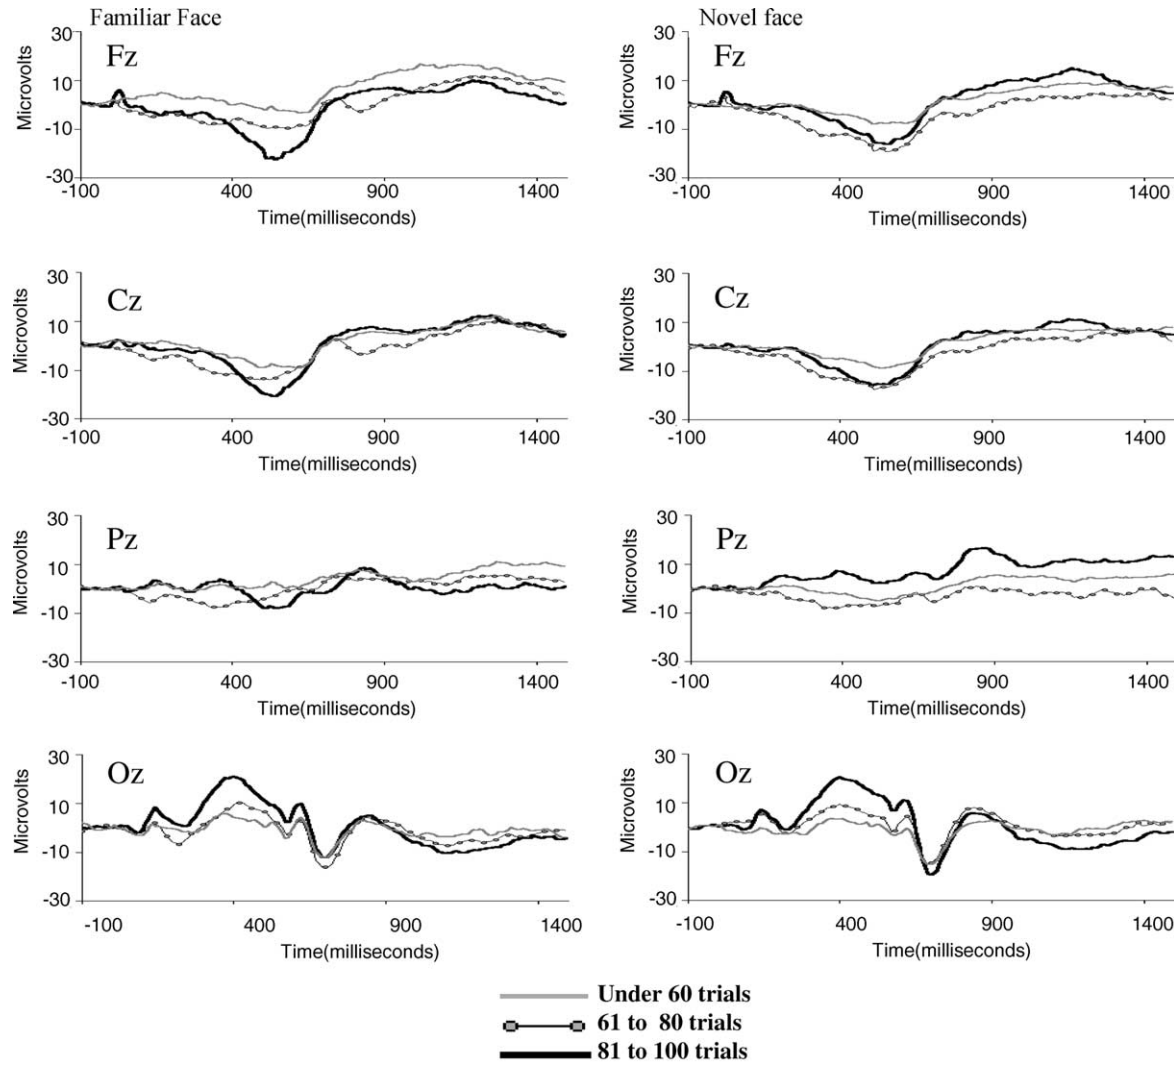 Familiar Face
Novel face
30
Fz
10
-10
-30
Microvolts
-100
400
900
1400
Time(milliseconds)
30
Fz
10
-10
-30
Microvolts
-100
400
900
1400
Time(milliseconds)
30
Cz
10
-10
-30
Microvolts
-100
400
900
1400
Time(milliseconds)
30
Cz
10
-10
-30
Microvolts
-100
400
900
1400
Time(milliseconds)
30
Pz
10
-10
-30
Microvolts
-100
400
900
1400
Time(milliseconds)
30
Pz
10
-10
-30
Microvolts
-100
400
900
1400
Time(milliseconds)
30
Oz
10
-10
-30
Microvolts
-100
400
900
1400
Time(milliseconds)
30
Oz
10
-10
-30
Microvolts
-100
400
900
1400
Time(milliseconds)
Under 60 trials
61 to 80 trials
81 to 100 trials